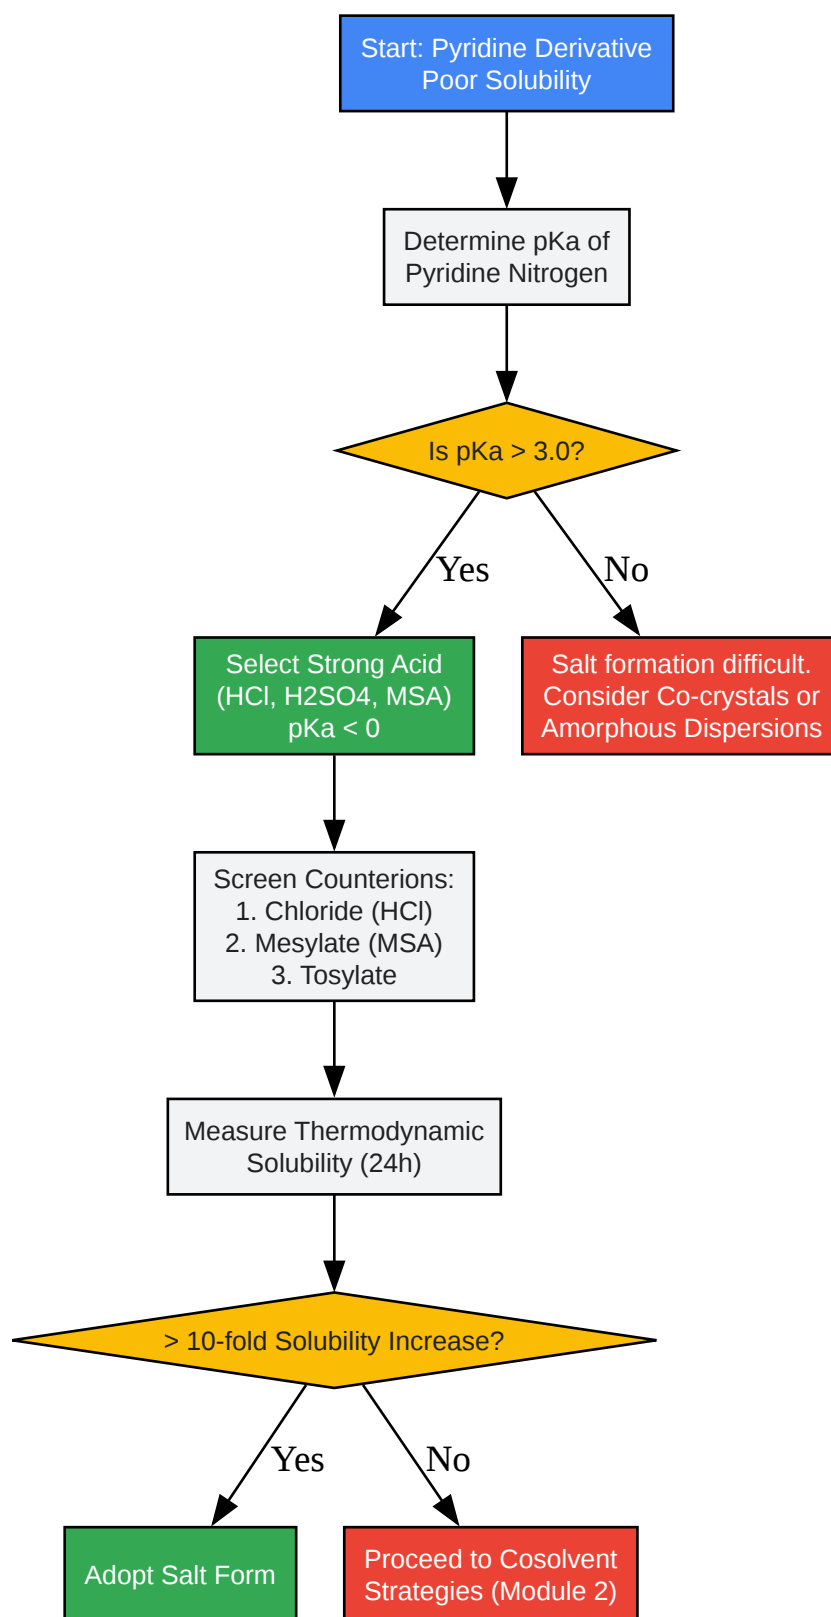 Start: Pyridine Derivative
Poor Solubility
Determine pKa of
Pyridine Nitrogen
Is pKa > 3.0?
Yes
No
Select Strong Acid
(HCl, H2SO4, MSA)
pKa < 0
Salt formation difficult.
Consider Co-crystals or
Amorphous Dispersions
Screen Counterions:
1. Chloride (HCl)
2. Mesylate (MSA)
3. Tosylate
Measure Thermodynamic
Solubility (24h)
> 10-fold Solubility Increase?
Yes
No
Adopt Salt Form
Proceed to Cosolvent
Strategies (Module 2)